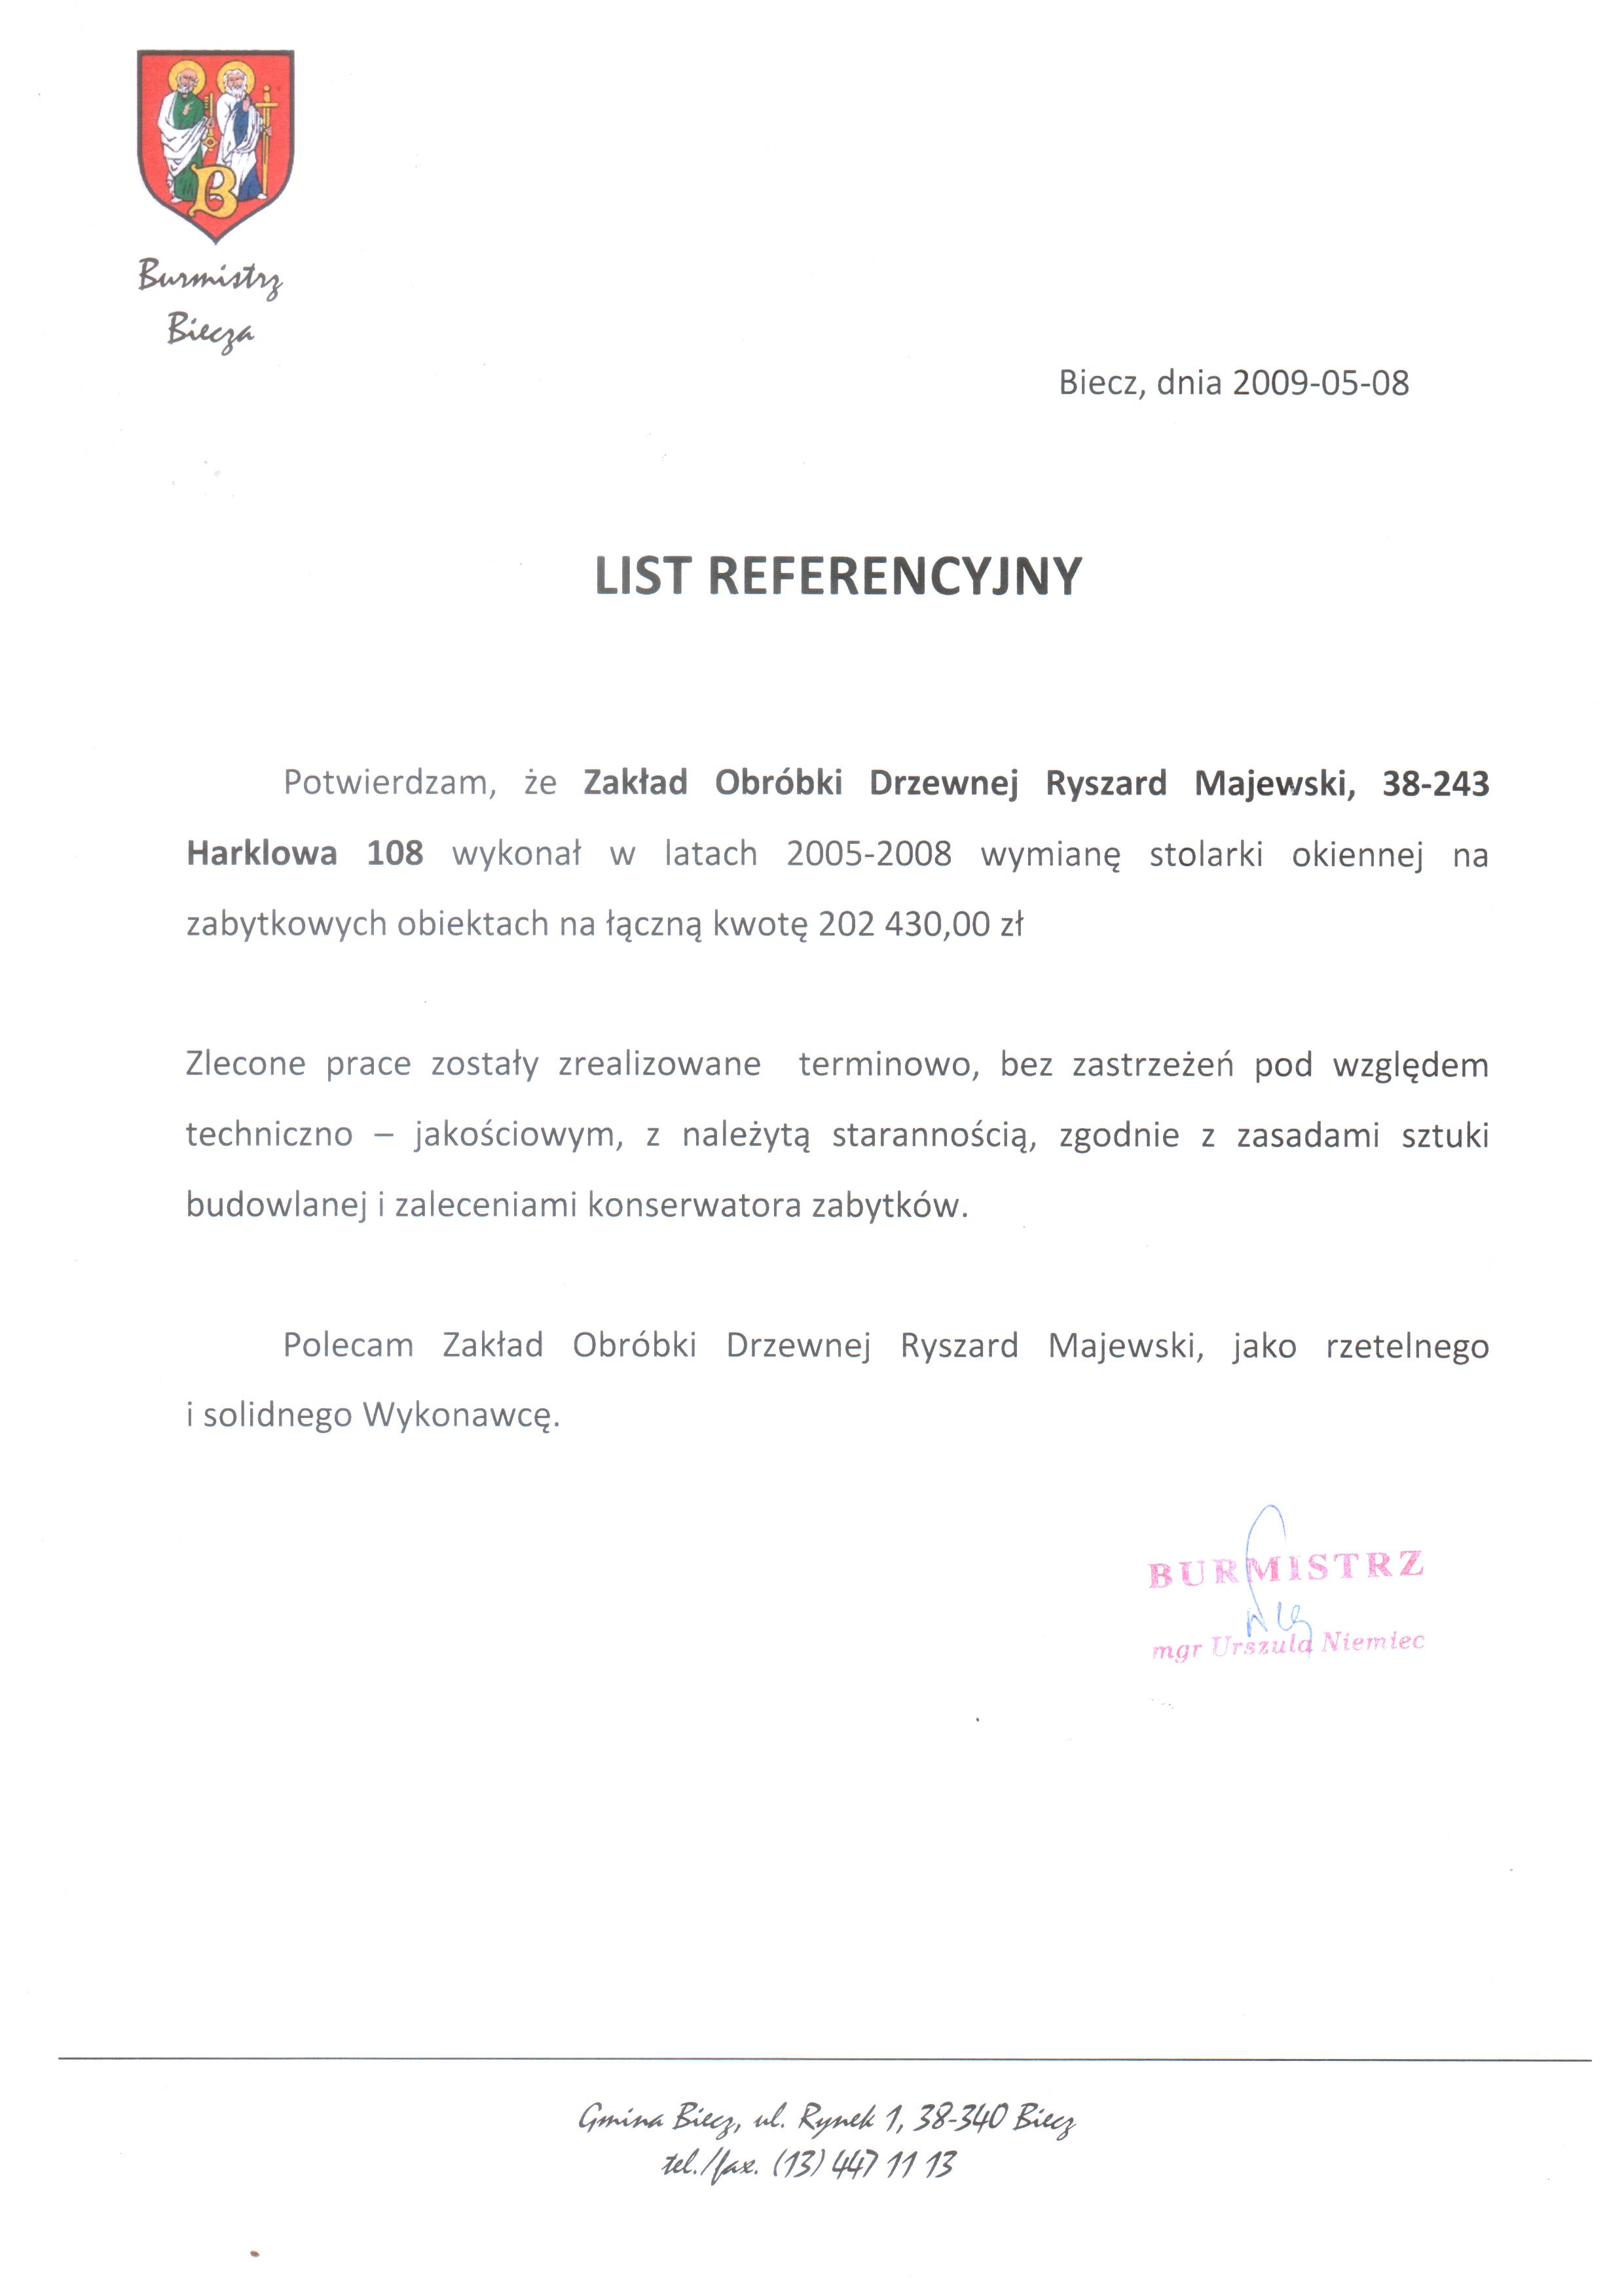 B
Burmistrz
Biecza
Biecz, dnia 2009-05-08
LIST REFERENCYJNY
Potwierdzam, że Zakład Obróbki Drzewnej Ryszard Majewski, 38-243
Harklowa 108 wykonał w latach 2005-2008 wymianę stolarki okiennej na
zabytkowych obiektach na łączną kwotę 202 430,00 zł
Zlecone prace zostały zrealizowane terminowo, bez zastrzeżeń pod względem
techniczno – jakościowym, z należytą starannością, zgodnie z zasadami sztuki
budowlanej i zaleceniami konserwatora zabytków.
Polecam Zakład Obróbki Drzewnej Ryszard Majewski, jako rzetelnego
i solidnego Wykonawcę.
BURMISTRZ
mgr Urszula Niemiec
Gmina Biecz, ul. Rynek 1, 38-340 Biecz
tel./fax. (13) 447 11 13